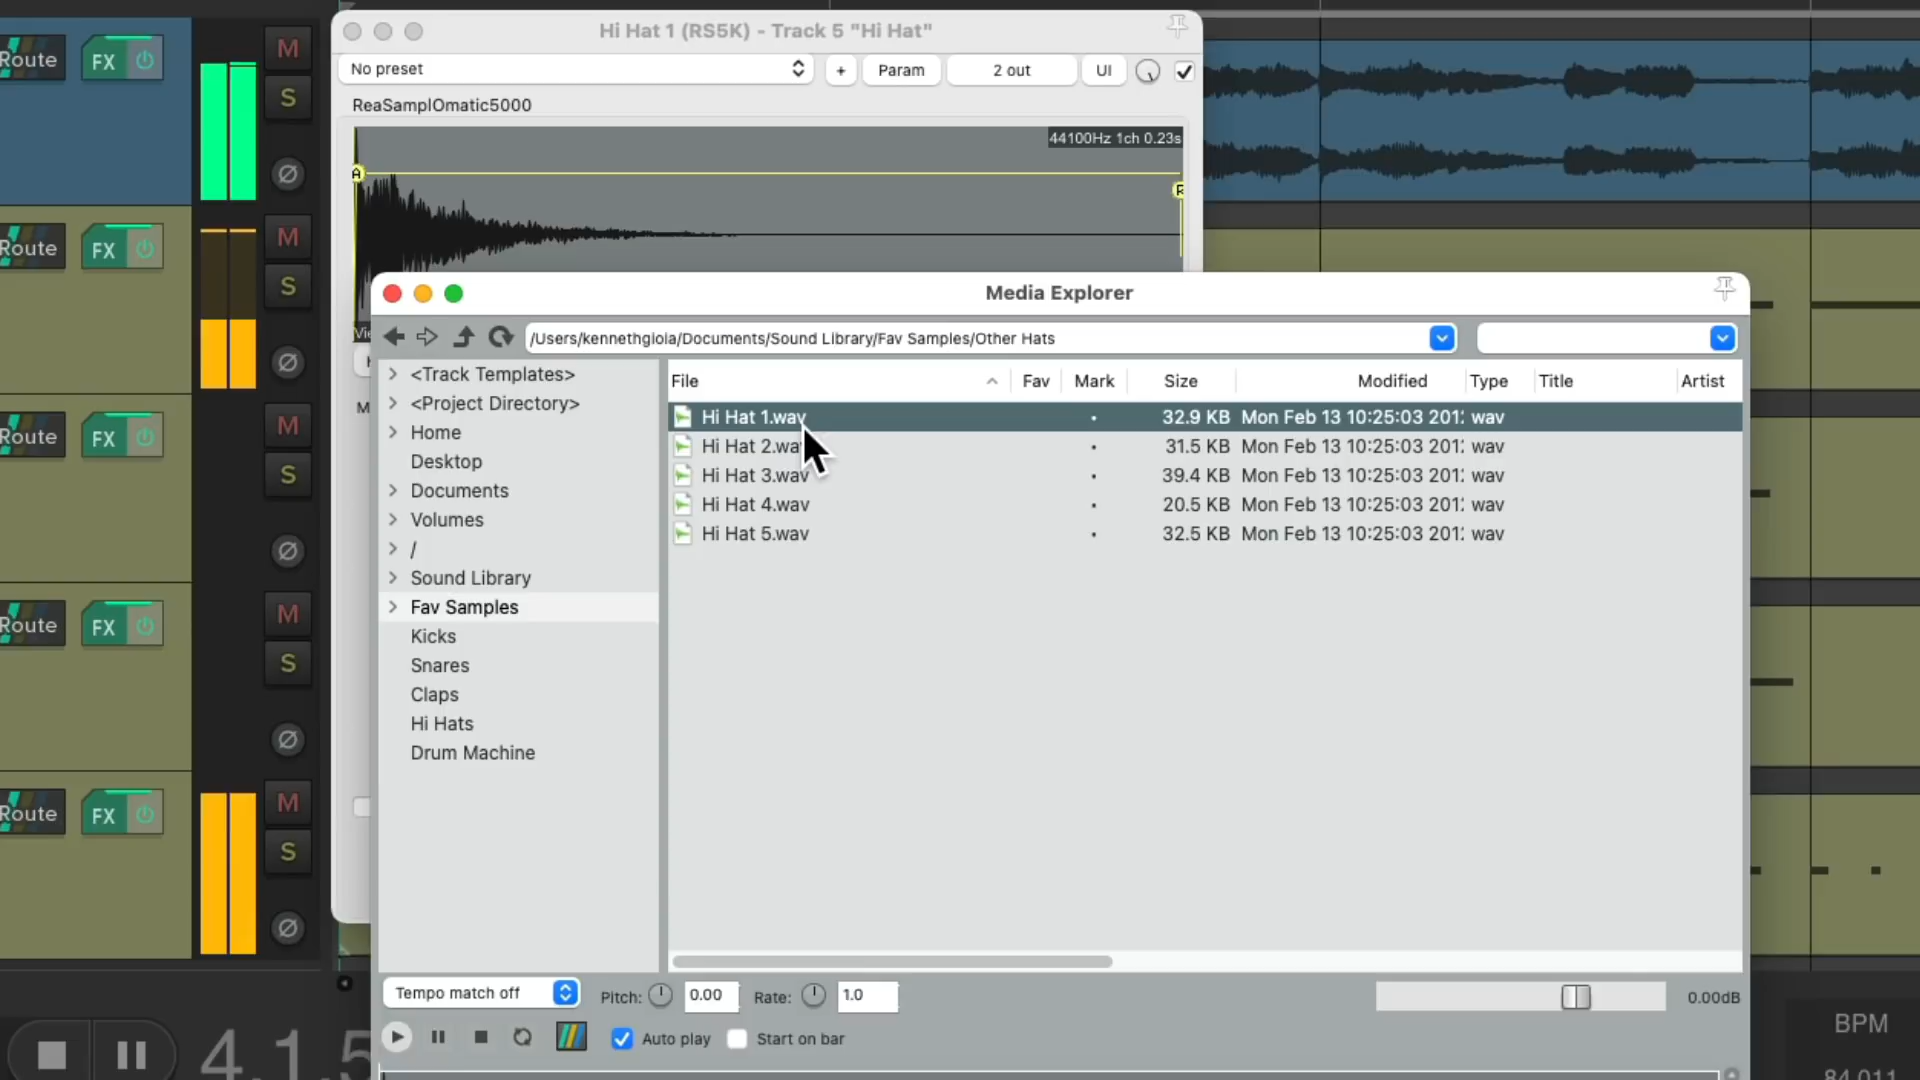 Route FX M S Ø
Route FX M S Ø
Route FX M S Ø
Route FX M S Ø
Route FX M S Ø
Hi Hat 1 (RS5K) - Track 5 "Hi Hat"
No preset + Param 2 out UI
ReaSamplOmatic5000
44100Hz 1ch 0.23s
A
R
Media Explorer
/Users/kennethgioia/Documents/Sound Library/Fav Samples/Other Hats
<Track Templates>
<Project Directory>
Home
Desktop
Documents
Volumes
/
Sound Library
Fav Samples
Kicks
Snares
Claps
Hi Hats
Drum Machine
File Fav Mark Size Modified Type Title Artist
Hi Hat 1.wav 32.9 KB Mon Feb 13 10:25:03 201 wav
Hi Hat 2.wav 31.5 KB Mon Feb 13 10:25:03 201 wav
Hi Hat 3.wav 39.4 KB Mon Feb 13 10:25:03 201 wav
Hi Hat 4.wav 20.5 KB Mon Feb 13 10:25:03 201 wav
Hi Hat 5.wav 32.5 KB Mon Feb 13 10:25:03 201 wav
Tempo match off Pitch: 0.00 Rate: 1.0 0.00dB
Auto play Start on bar
4.1.5
BPM
84.011